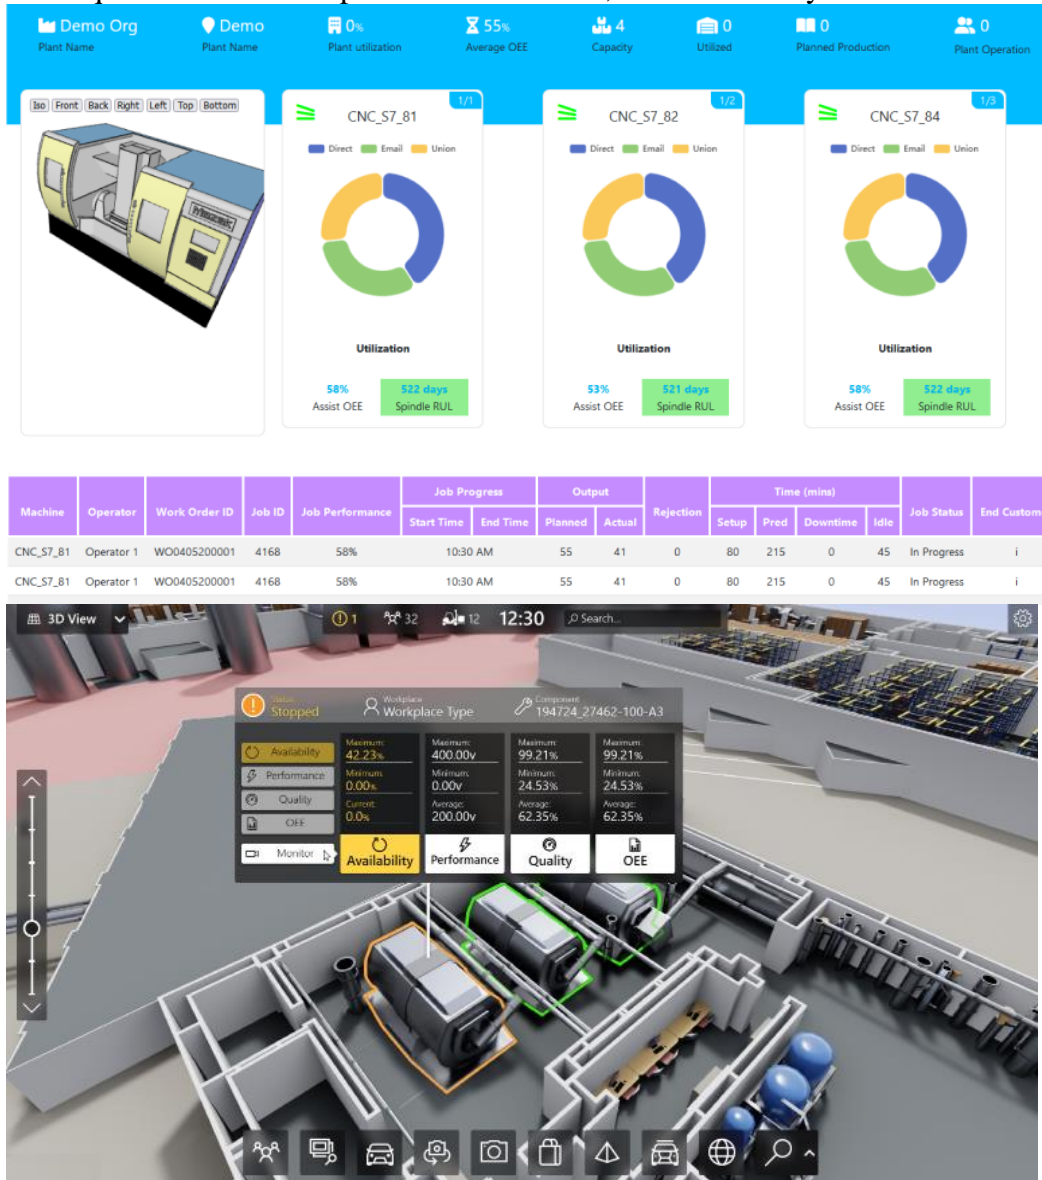 Demo Org
Demo
0%
55%
4
0
0
0
Plant Name
Plant Name
Plant utilization
Average OEE
Capacity
Utilized
Planned Production
Plant Operation
Iso Front Back Right Left Top Bottom
Mazak
1/1
CNC_S7_81
Direct Email Union
Utilization
58%
522 days
Assist OEE
Spindle RUL
1/2
CNC_S7_82
Direct Email Union
Utilization
53%
521 days
Assist OEE
Spindle RUL
1/3
CNC_S7_84
Direct Email Union
Utilization
58%
522 days
Assist OEE
Spindle RUL
Machine Operator Work Order ID Job ID Job Performance Job Progress Output Rejection Time (mins) Job Status End Custom
Start Time End Time Planned Actual Setup Pred Downtime Idle
CNC_S7_81 Operator 1 WO0405200001 4168 58% 10:30 AM 55 41 0 80 215 0 45 In Progress i
CNC_S7_81 Operator 1 WO0405200001 4168 58% 10:30 AM 55 41 0 80 215 0 45 In Progress i
3D View 1 32 12 12:30 Search...
Status Workplace Component
Stopped Workplace Type 194724_27462-100-A3
Availability
Performance
Quality
OEE
Monitor
Maximum: Maximum: Maximum: Maximum:
42.23% 400.00v 99.21% 99.21%
Minimum: Minimum: Minimum: Minimum:
0.00% 0.00v 24.53% 24.53%
Current: Average: Average: Average:
0.0% 200.00v 62.35% 62.35%
Availability Performance Quality OEE